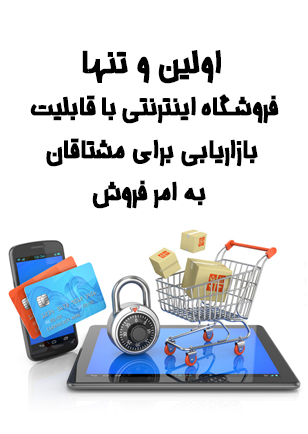 اولین و تنها
فروشگاه اینترنتی با قابلیت
بازاریابی برای مشتاقان
به امر فروش